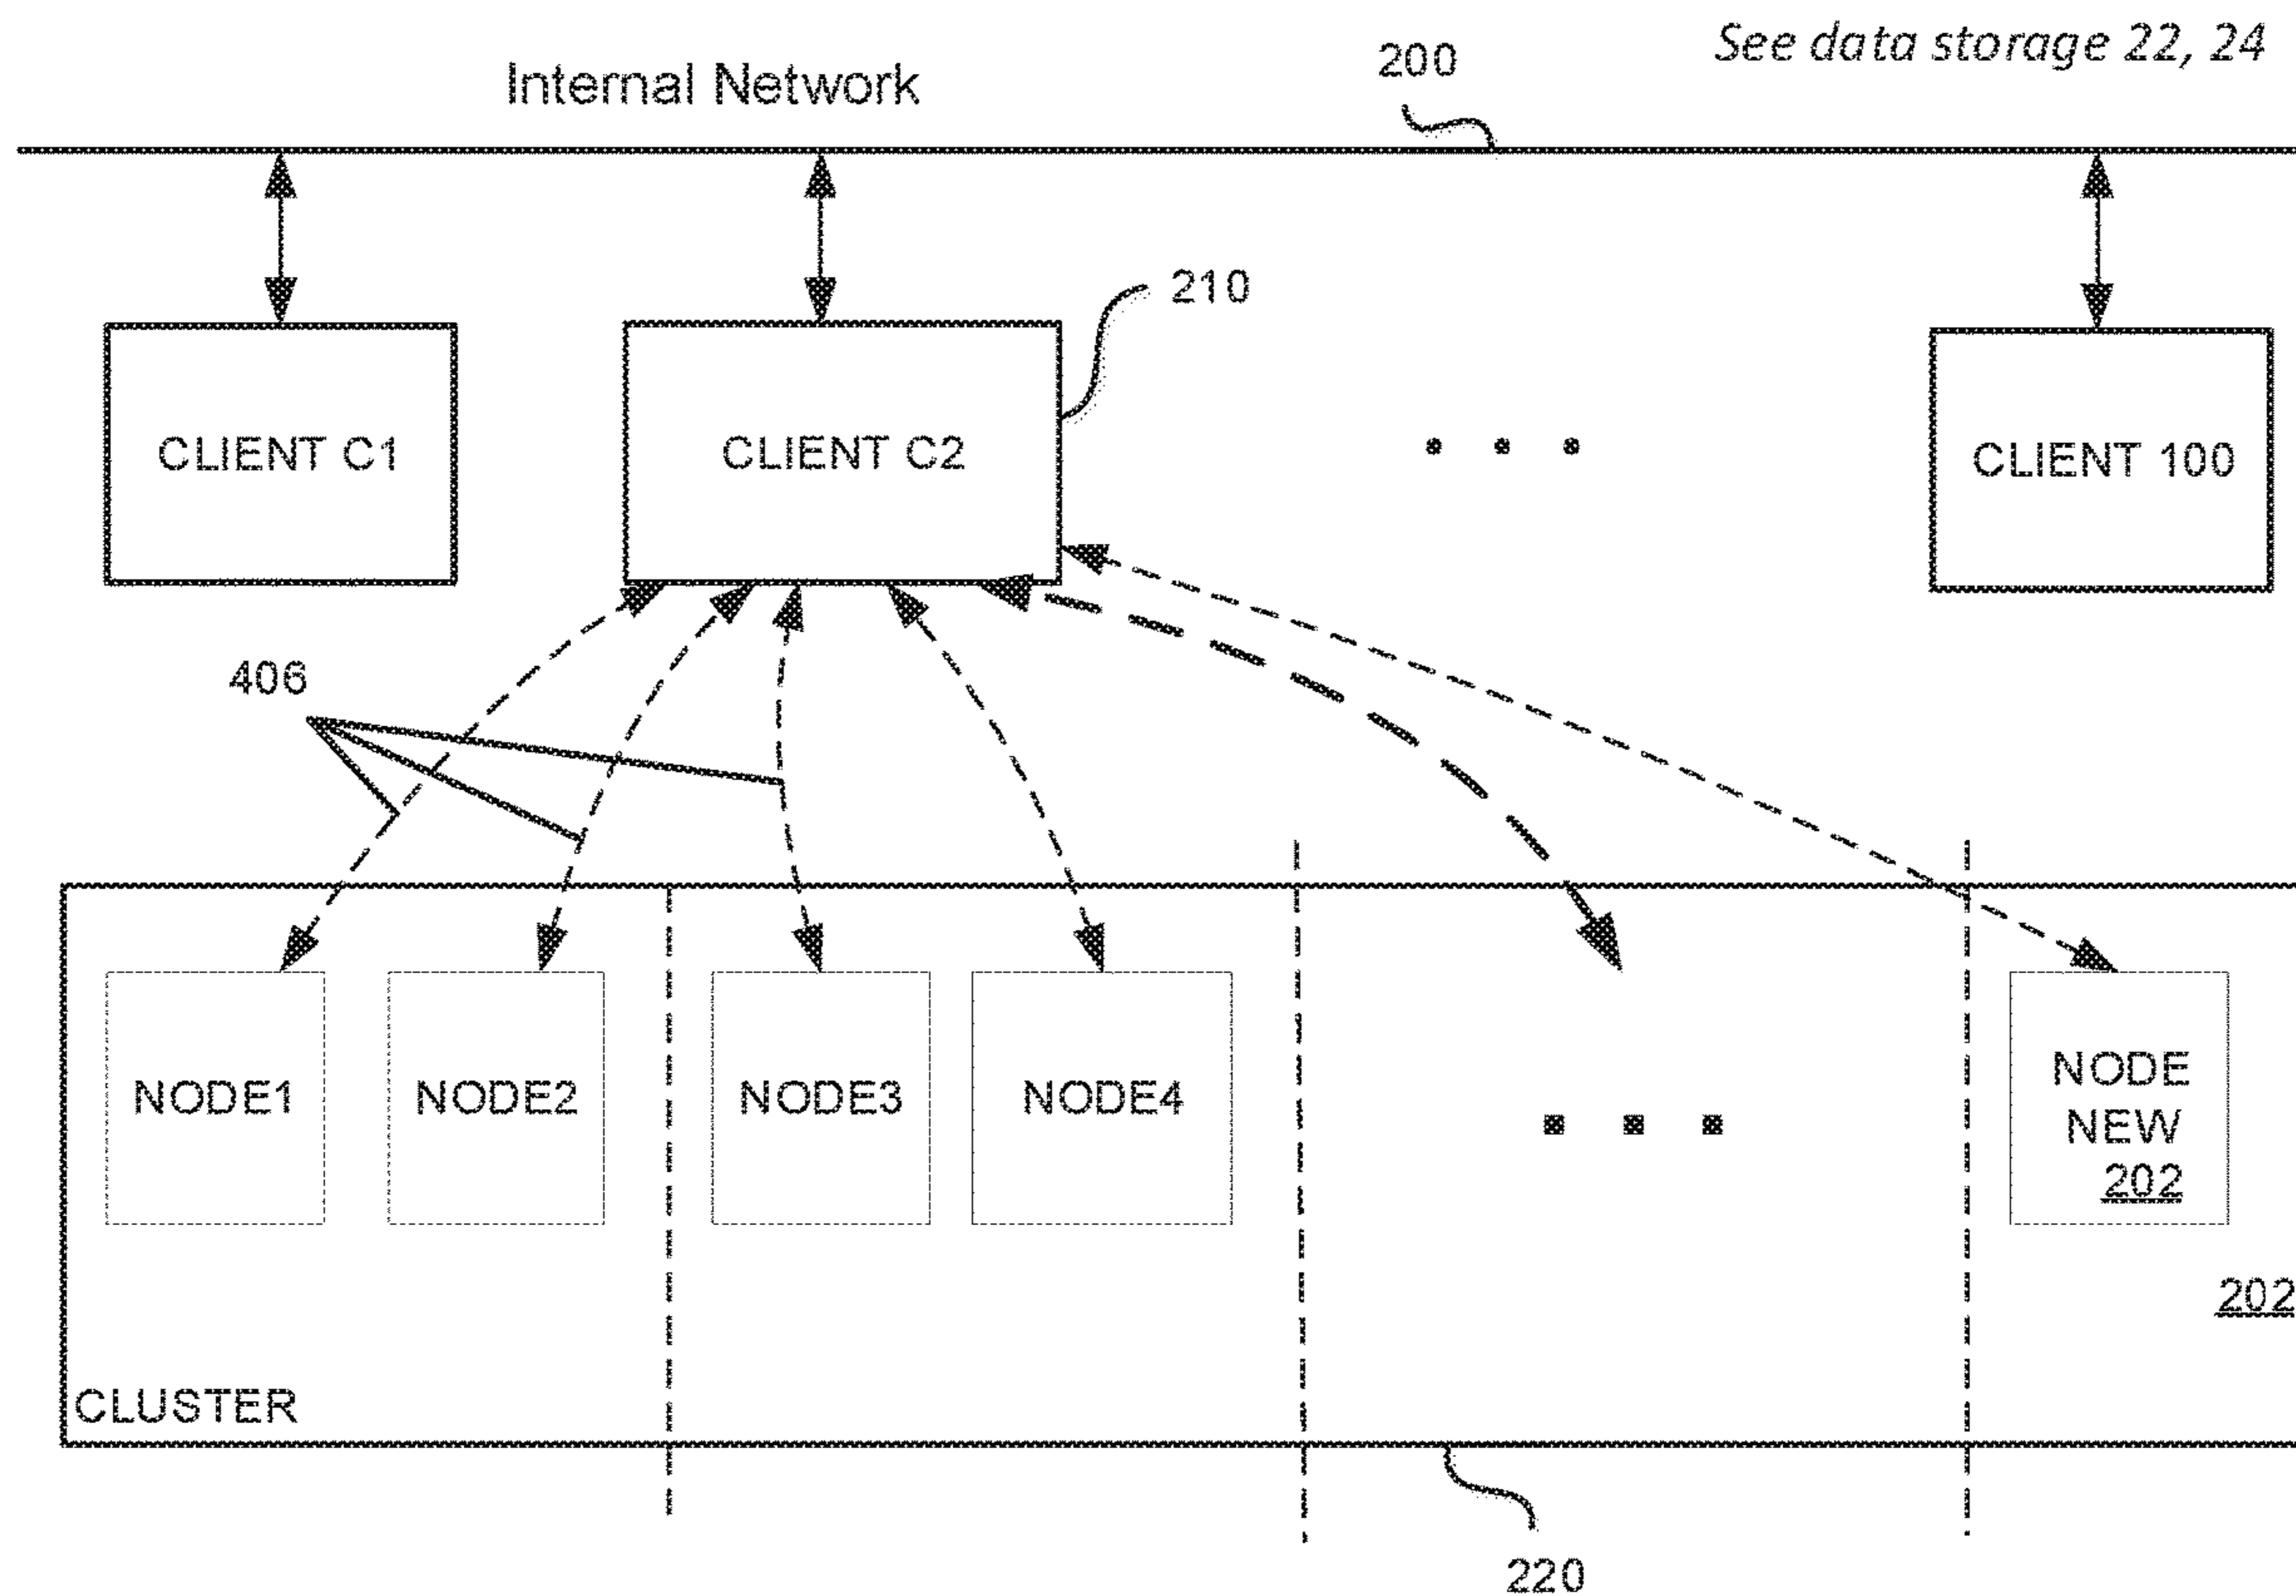 See data storage 22, 24
200
Internal Network
210
CLIENT C1
CLIENT C2
CLIENT 100
406
NODE1
NODE2
NODE3
NODE4
NODE
NEW
202
202
CLUSTER
220